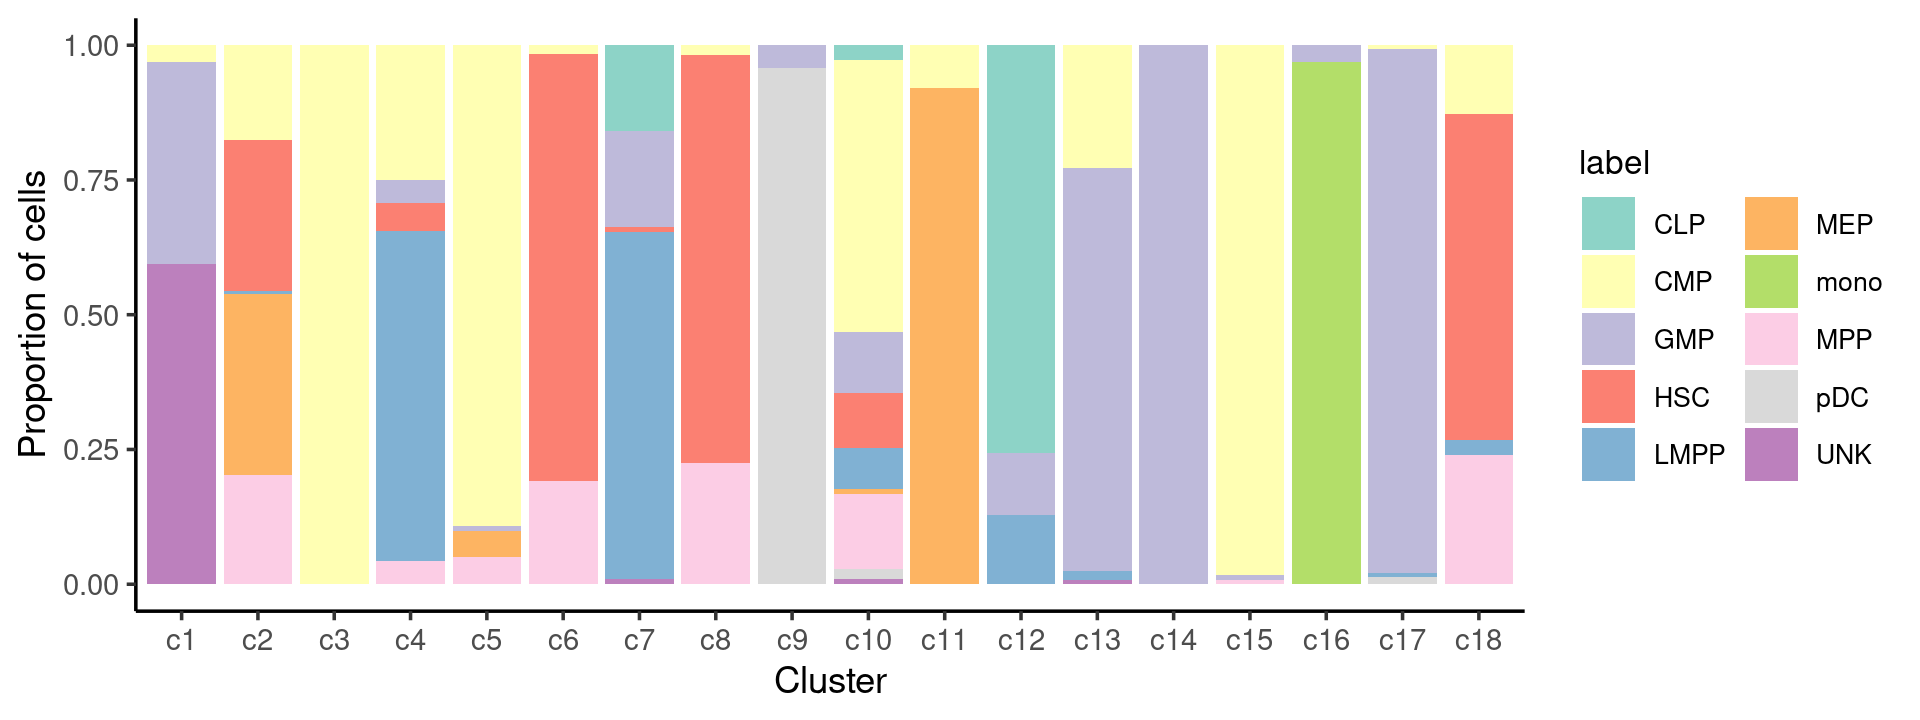 1.00
0.75
0.50
0.25
0.00
Proportion of cells
c1 c2 c3 c4 c5 c6 c7 c8 c9 c10 c11 c12 c13 c14 c15 c16 c17 c18
Cluster
label
CLP MEP
CMP mono
GMP MPP
HSC pDC
LMPP UNK